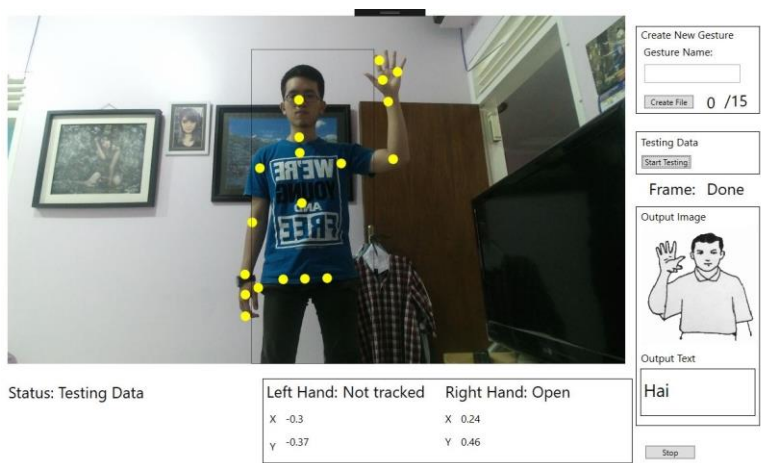 WE'RE
YOUNG
AND
FREE
Create New Gesture
Gesture Name:
Create File 0 /15
Testing Data
Start Testing
Frame: Done
Output Image
Output Text
Hai
Stop
Status: Testing Data
Left Hand: Not tracked Right Hand: Open
X -0.3 X 0.24
Y -0.37 Y 0.46